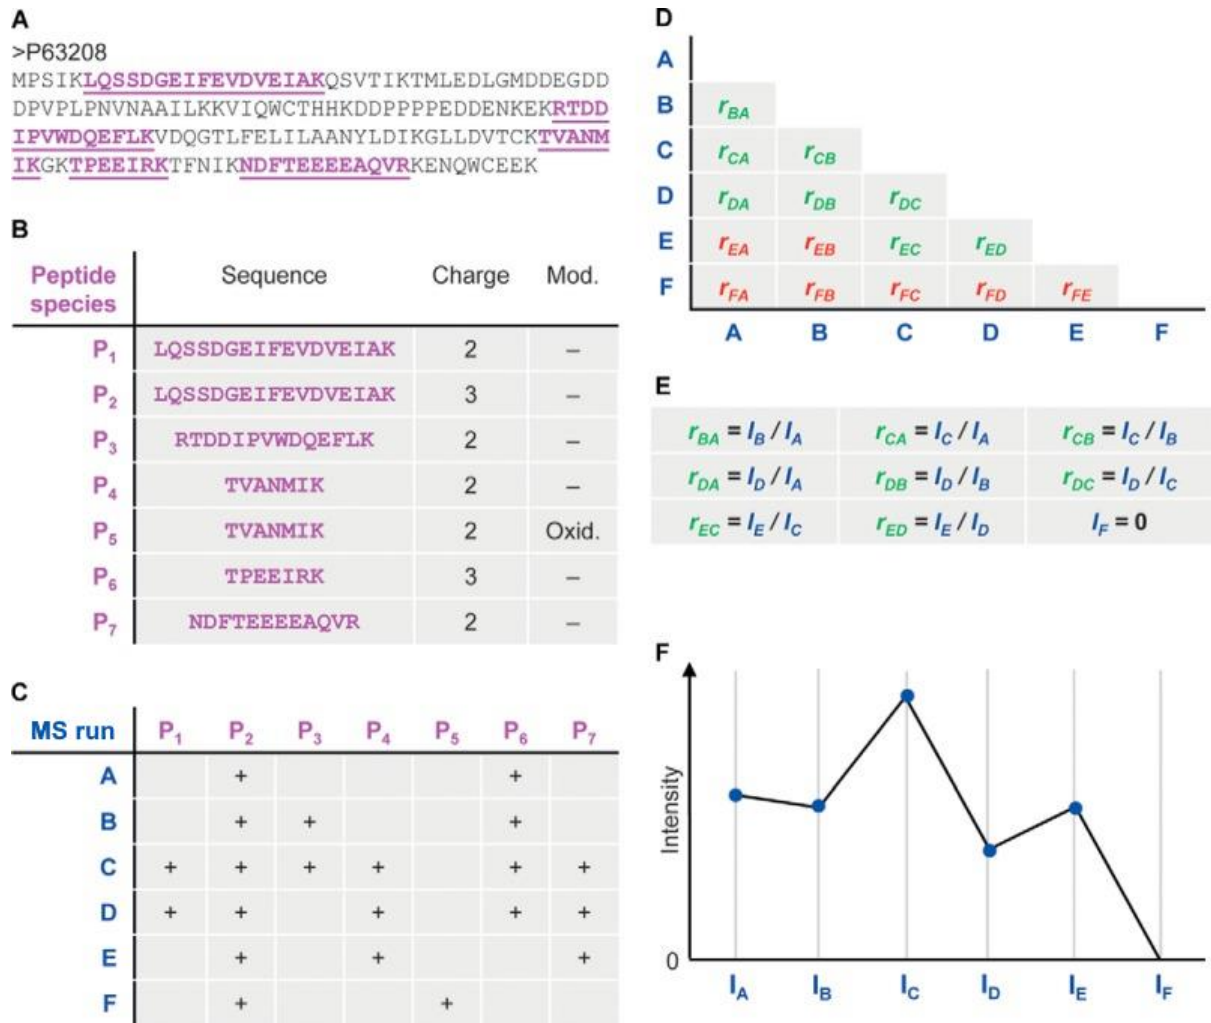 A
>P63208
MPSIKLQSSDGEIFEVDVEIAKQSVTIKTMLEDLGMDDEGDD
DPVPLPNVNAAILKKVIQWCTHHKDDPPPPEDDENKEKRTDD
IPVWDQEFLKVDQGTLFELILAANYLDIKGLLDVTCKTVANM
IKGKTPEEIRKTFNIKNDFTEEEEAQVRKENQWCEEK
B
Peptide species Sequence Charge Mod.
P1 LQSSDGEIFEVDVEIAK 2 –
P2 LQSSDGEIFEVDVEIAK 3 –
P3 RTDDIPVWDQEFLK 2 –
P4 TVANMIK 2 –
P5 TVANMIK 2 Oxid.
P6 TPEEIRK 3 –
P7 NDFTEEEEAQVR 2 –
C
MS run P1 P2 P3 P4 P5 P6 P7
A + +
B + + +
C + + + + + +
D + + + + +
E + + +
F + +
D
A
B rBA
C rCA rCB
D rDA rDB rDC
E rEA rEB rEC rED
F rFA rFB rFC rFD rFE
A B C D E F
E
rBA = IB / IA rCA = IC / IA rCB = IC / IB
rDA = ID / IA rDB = ID / IB rDC = ID / IC
rEC = IE / IC rED = IE / ID IF = 0
F
Intensity
0
IA IB IC ID IE IF